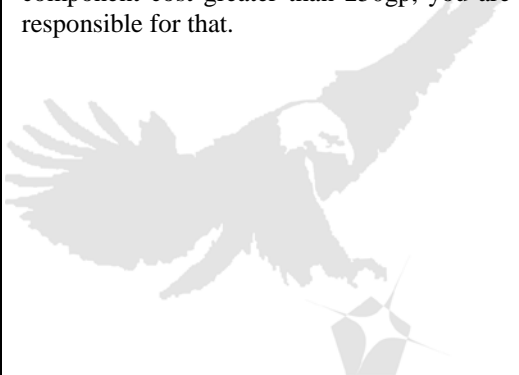 component cost greater than 250gp, you are
responsible for that.